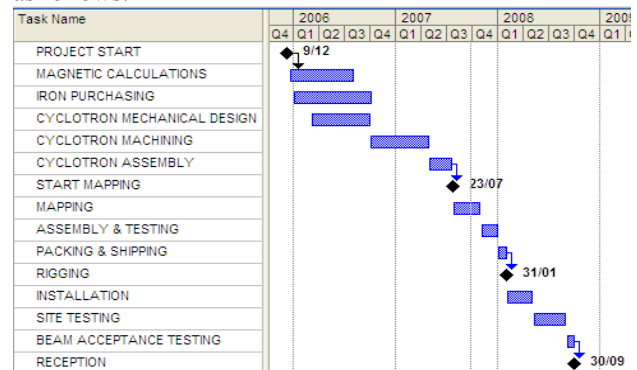 Task Name 2006 2007 2008 2009
Q4 Q1 Q2 Q3 Q4 Q1 Q2 Q3 Q4 Q1 Q2 Q3 Q4 Q1
PROJECT START 9/12
MAGNETIC CALCULATIONS
IRON PURCHASING
CYCLOTRON MECHANICAL DESIGN
CYCLOTRON MACHINING
CYCLOTRON ASSEMBLY
START MAPPING 23/07
MAPPING
ASSEMBLY & TESTING
PACKING & SHIPPING
RIGGING 31/01
INSTALLATION
SITE TESTING
BEAM ACCEPTANCE TESTING
RECEPTION 30/09